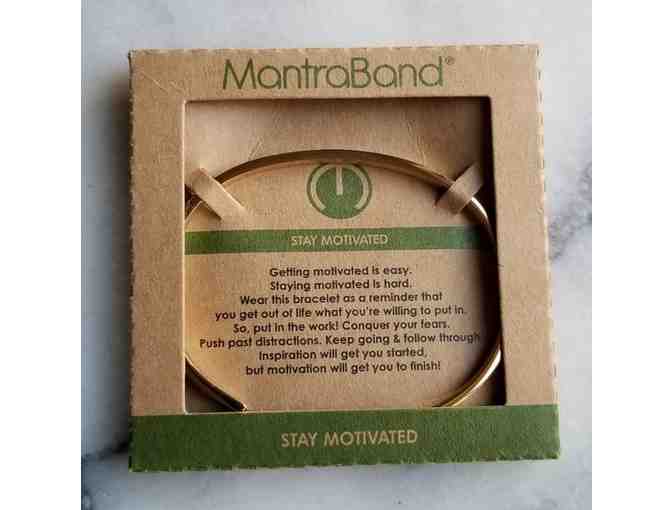 MantraBand®
STAY MOTIVATED
Getting motivated is easy.
Staying motivated is hard.
Wear this bracelet as a reminder that
you get out of life what you're willing to put in.
So, put in the work! Conquer your fears.
Push past distractions. Keep going & follow through
Inspiration will get you started,
but motivation will get you to finish!
STAY MOTIVATED